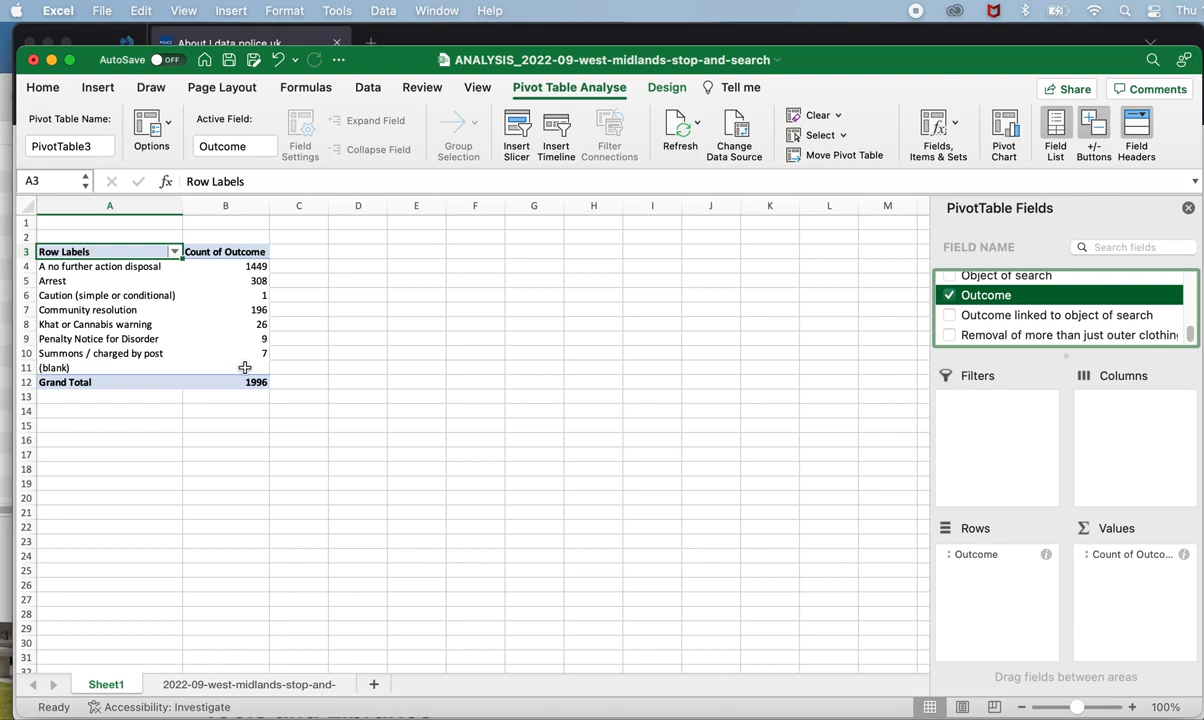 Excel File Edit View Insert Format Tools Data Window Help Thu
About | data.police.uk
AutoSave OFF ANALYSIS_2022-09-west-midlands-stop-and-search
Home Insert Draw Page Layout Formulas Data Review View Pivot Table Analyse Design Tell me Share Comments
Pivot Table Name:
PivotTable3
Options
Active Field:
Outcome
Field Settings
Expand Field
Collapse Field
Group Selection
Insert Slicer
Insert Timeline
Filter Connections
Refresh
Change Data Source
Clear
Select
Move Pivot Table
Fields, Items & Sets
Pivot Chart
Field List
+/- Buttons
Field Headers
A3 fx Row Labels
A B C D E F G H I J K L M
1
2
3 Row Labels Count of Outcome
4 A no further action disposal 1449
5 Arrest 308
6 Caution (simple or conditional) 1
7 Community resolution 196
8 Khat or Cannabis warning 26
9 Penalty Notice for Disorder 9
10 Summons / charged by post 7
11 (blank)
12 Grand Total 1996
13
14
15
16
17
18
19
20
21
22
23
24
25
26
27
28
29
30
31
32
PivotTable Fields
FIELD NAME Search fields
Object of search
Outcome
Outcome linked to object of search
Removal of more than just outer clothin
Filters Columns
Rows Values
Outcome Count of Outco...
Drag fields between areas
Sheet1 2022-09-west-midlands-stop-and-
Ready Accessibility: Investigate 100%